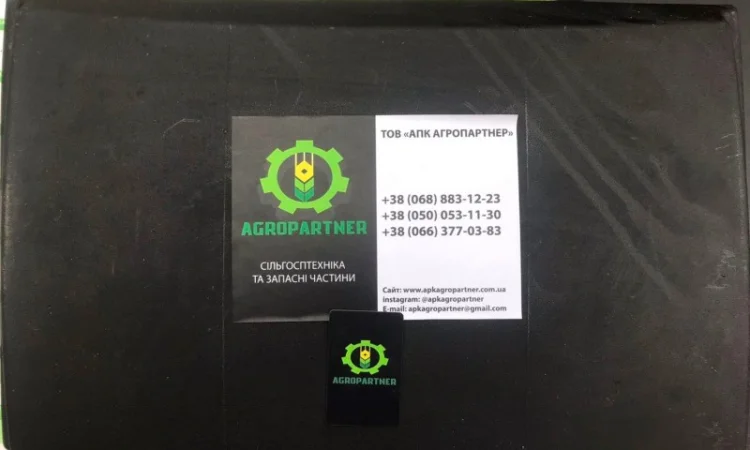 AGROPARTNER
СІЛЬГОСПТЕХНІКА
ТА ЗАПАСНІ ЧАСТИНИ
ТОВ «АПК АГРОПАРТНЕР»
+38 (068) 883-12-23
+38 (050) 053-11-30
+38 (066) 377-03-83
Сайт: www.apkagropartner.com.ua
instagram: @apkagropartner
E-mail: apkagropartner@gmail.com
AGROPARTNER